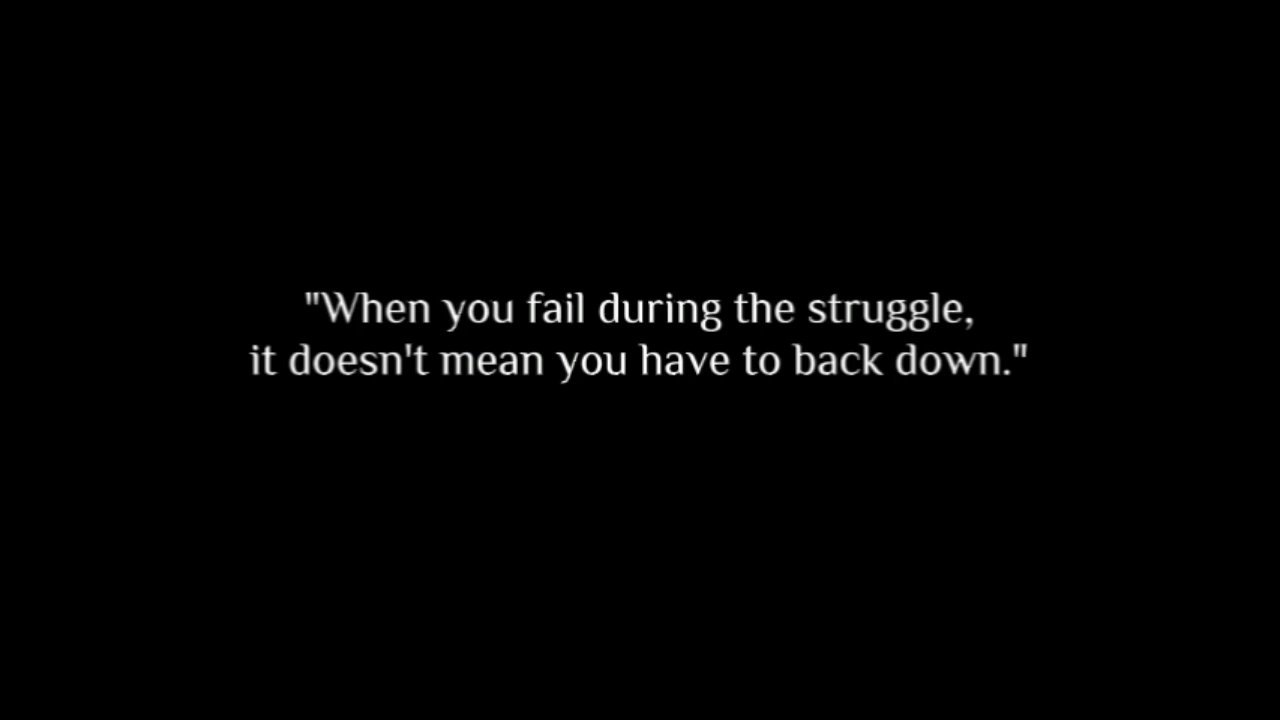 "When you fail during the struggle,
it doesn't mean you have to back down."